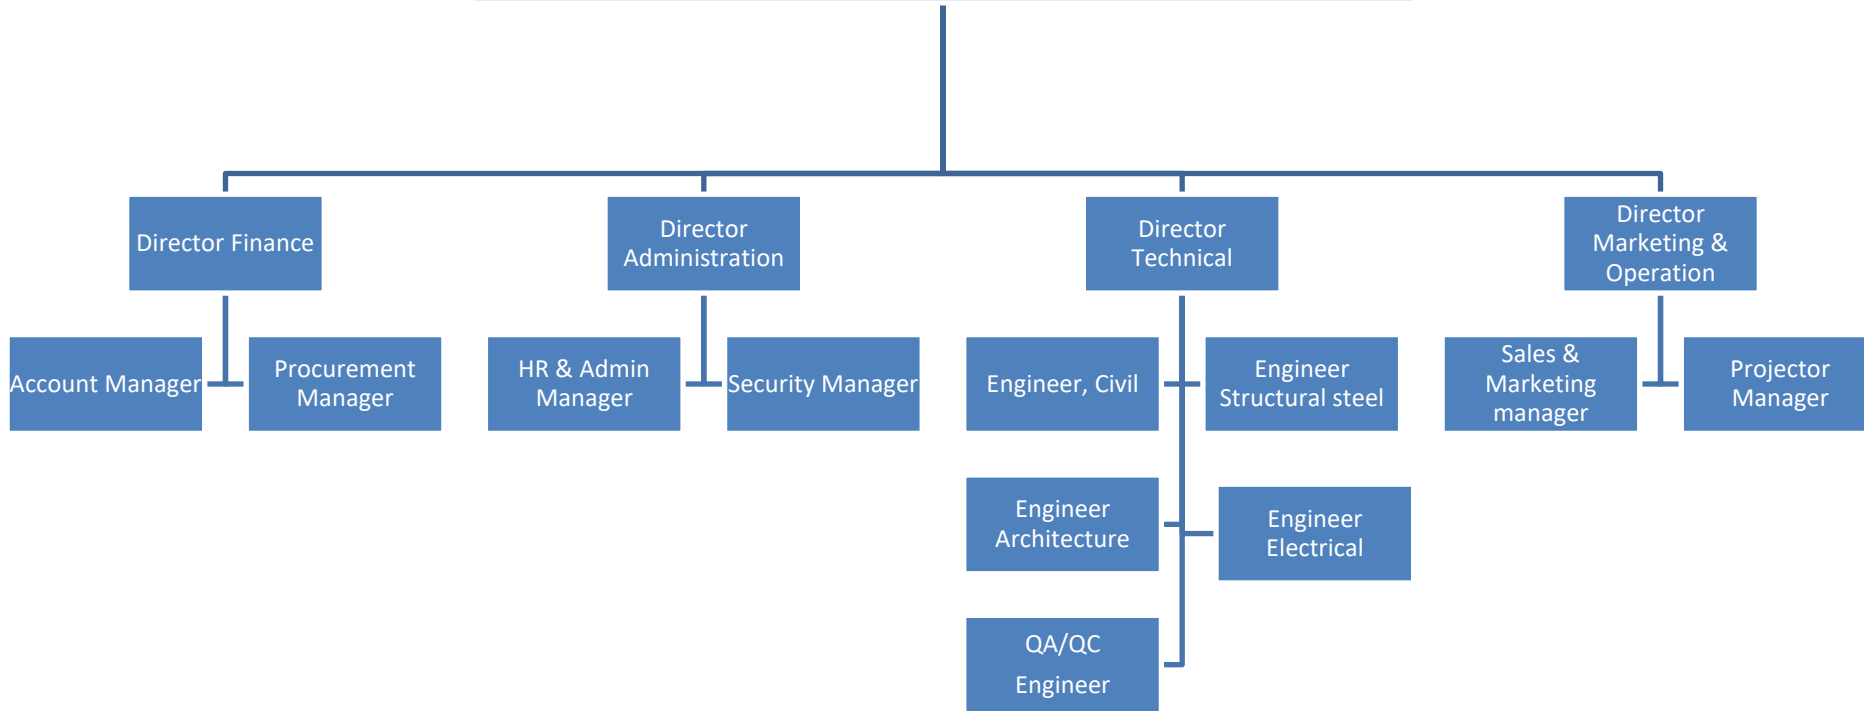 Director Finance
Director
Administration
Director
Technical
Director
Marketing &
Operation
Account Manager
Procurement
Manager
HR & Admin
Manager
Security Manager
Engineer, Civil
Engineer
Structural steel
Sales &
Marketing
manager
Projector
Manager
Engineer
Architecture
Engineer
Electrical
QA/QC
Engineer